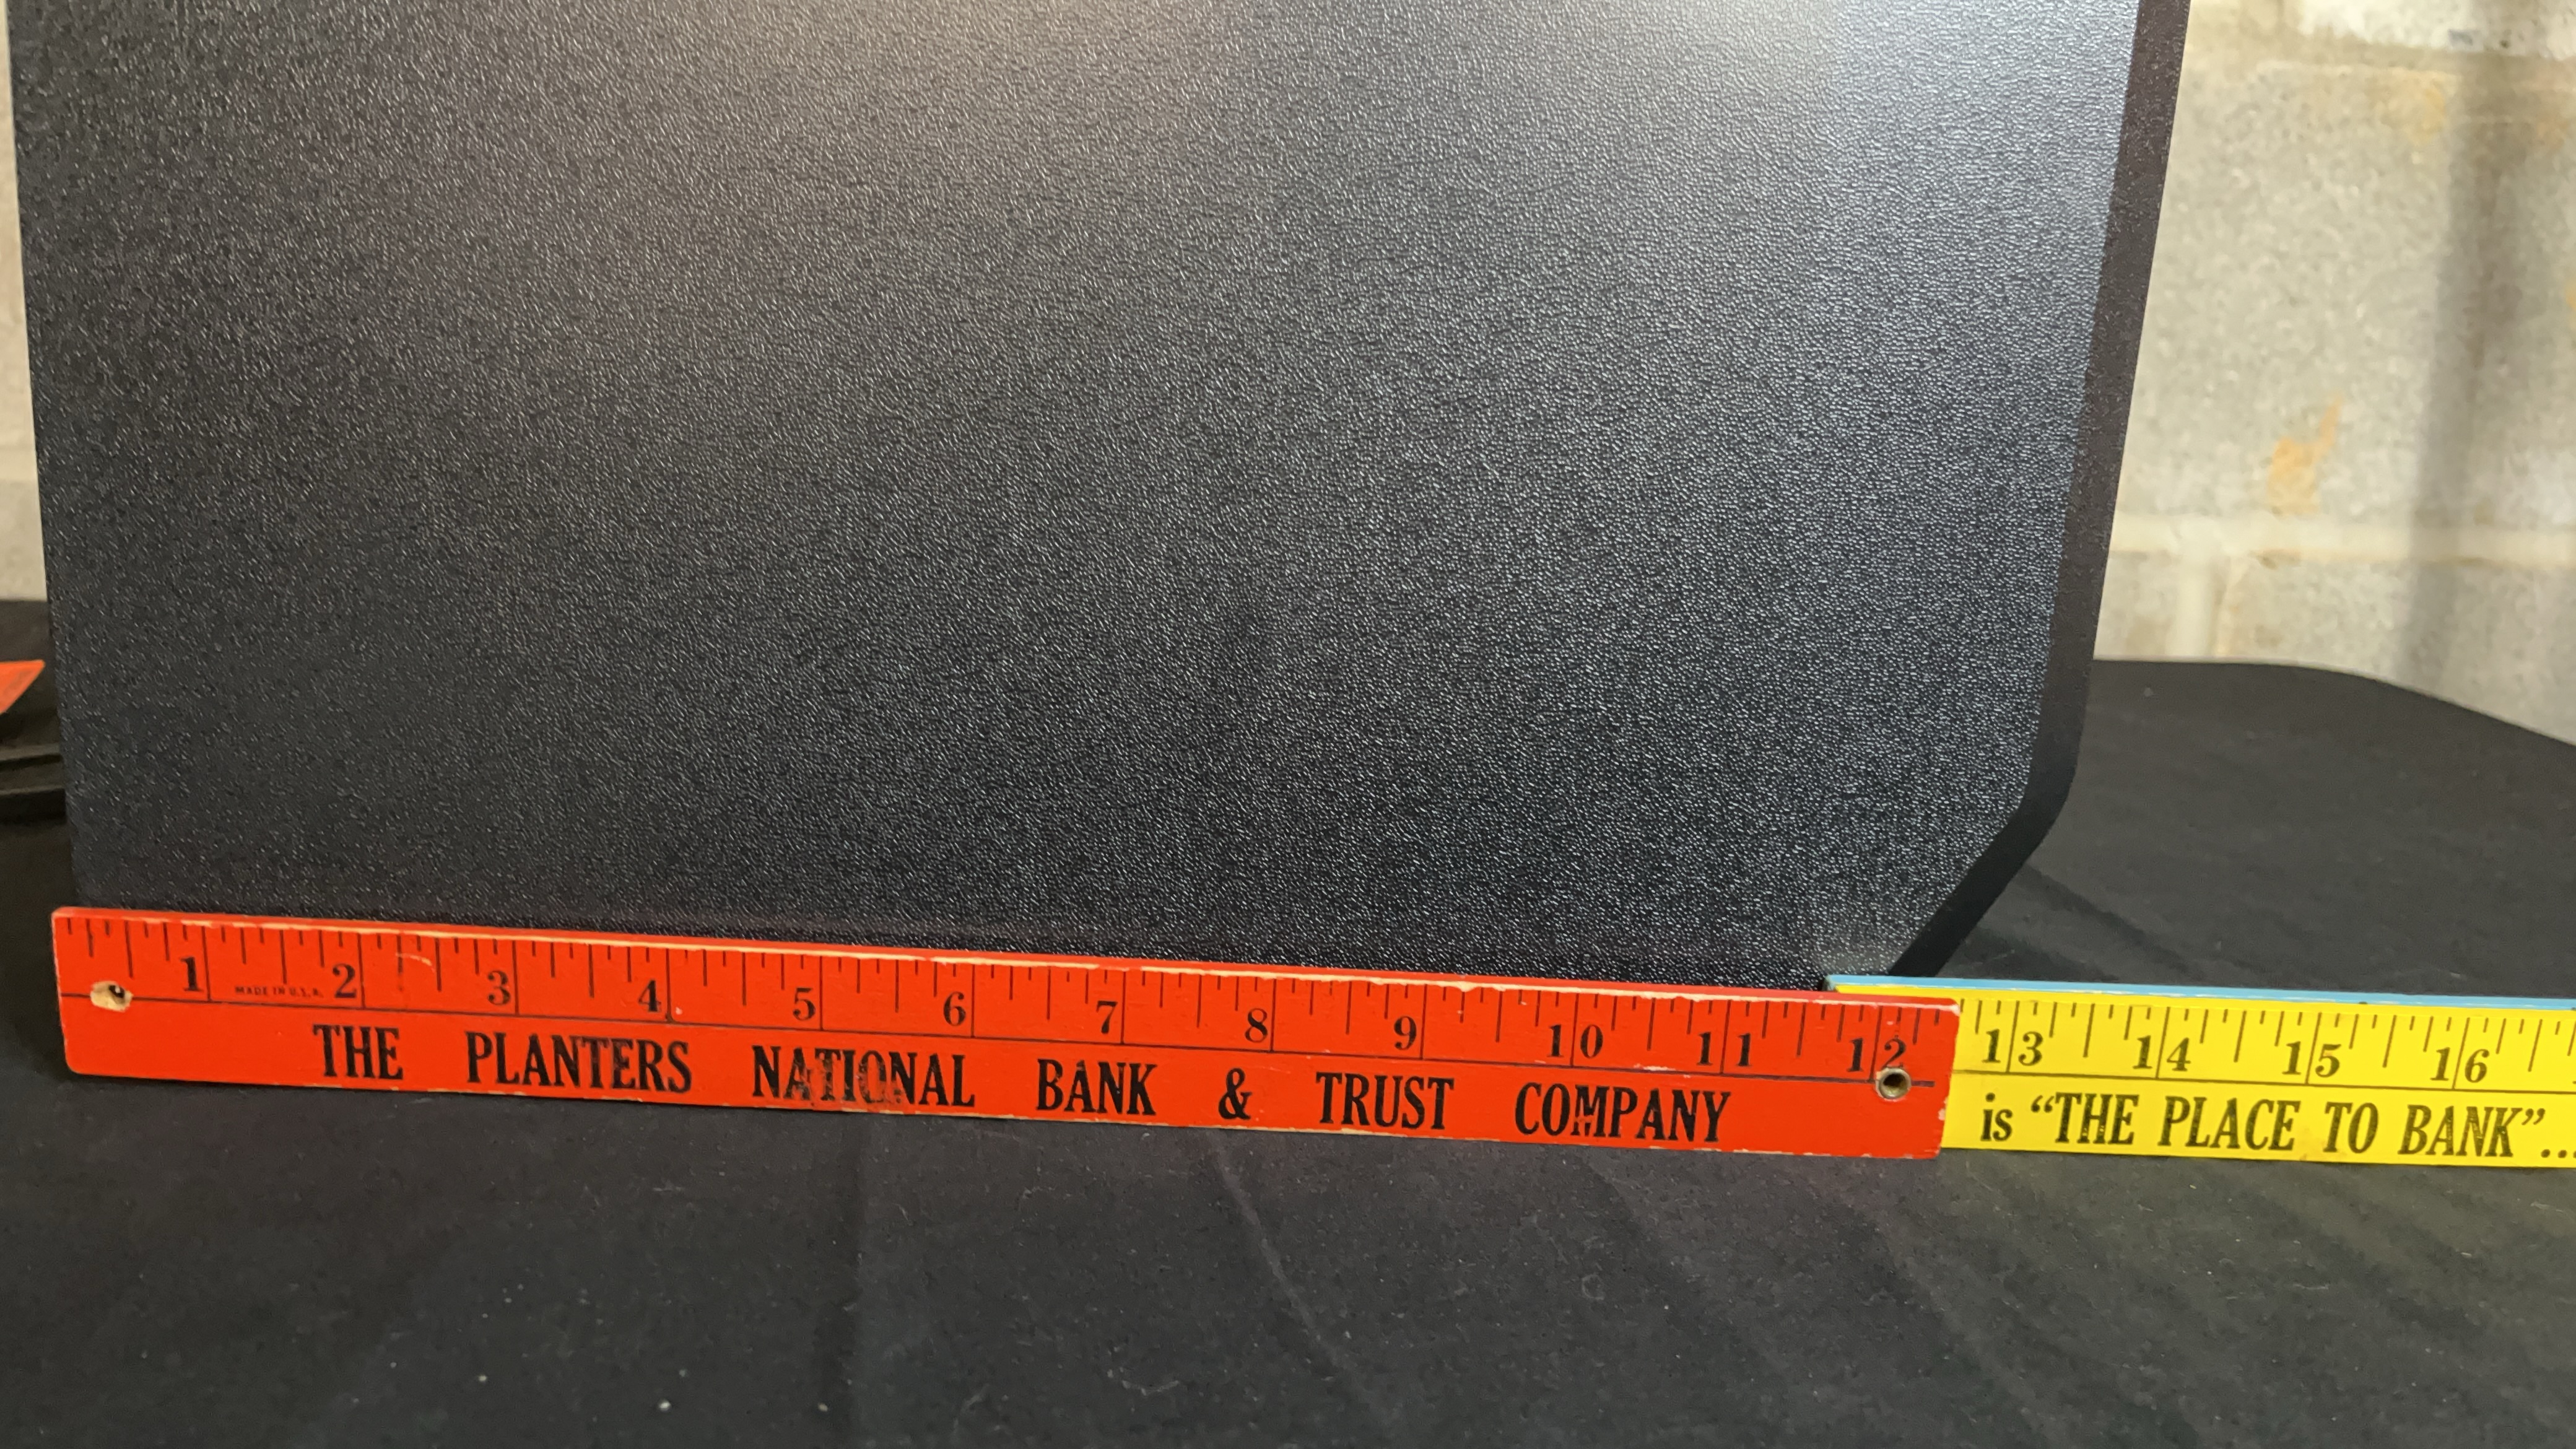 1 2 3 4 5 6 7 8 9 10 11 12 13 14 15 16
MADE IN U.S.A.
THE PLANTERS NATIONAL BANK & TRUST COMPANY is “THE PLACE TO BANK”...